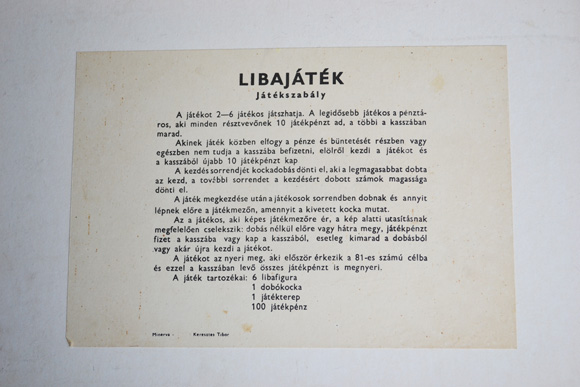 LIBAJÁTÉK
Játékszabály
A játékot 2—6 játékos játszhatja. A legidősebb játékos a pénztá-
ros, aki minden résztvevőnek 10 játékpénzt ad, a többi a kasszában
marad.
Akinek játék közben elfogy a pénze és büntetését részben vagy
egészben nem tudja a kasszába befizetni, elölről kezdi a játékot és
a kasszából újabb 10 játékpénzt kap
A kezdés sorrendjét kockadobás dönti el, aki a legmagasabbat dobta
az kezd, a további sorrendet a kezdésért dobott számok magassága
dönti el.
A játék megkezdése után a játékosok sorrendben dobnak és annyit
lépnek előre a játékmezőn, amennyit a kivetett kocka mutat.
Az a játékos, aki képes játékmezőre ér, a kép alatti utasításnak
megfelelően cselekszik: dobás nélkül előre vagy hátra megy, játékpénzt
fizet a kasszába vagy kap a kasszából, esetleg kimarad a dobásból
vagy akár újra kezdi a játékot.
A játékot az nyeri meg, aki először érkezik a 81-es számú célba
és ezzel a kasszában levő összes játékpénzt is megnyeri.
A játék tartozékai: 6 libafigura
1 dobókocka
1 játékterep
100 játékpénz
Minerva - Keresztes Tibor